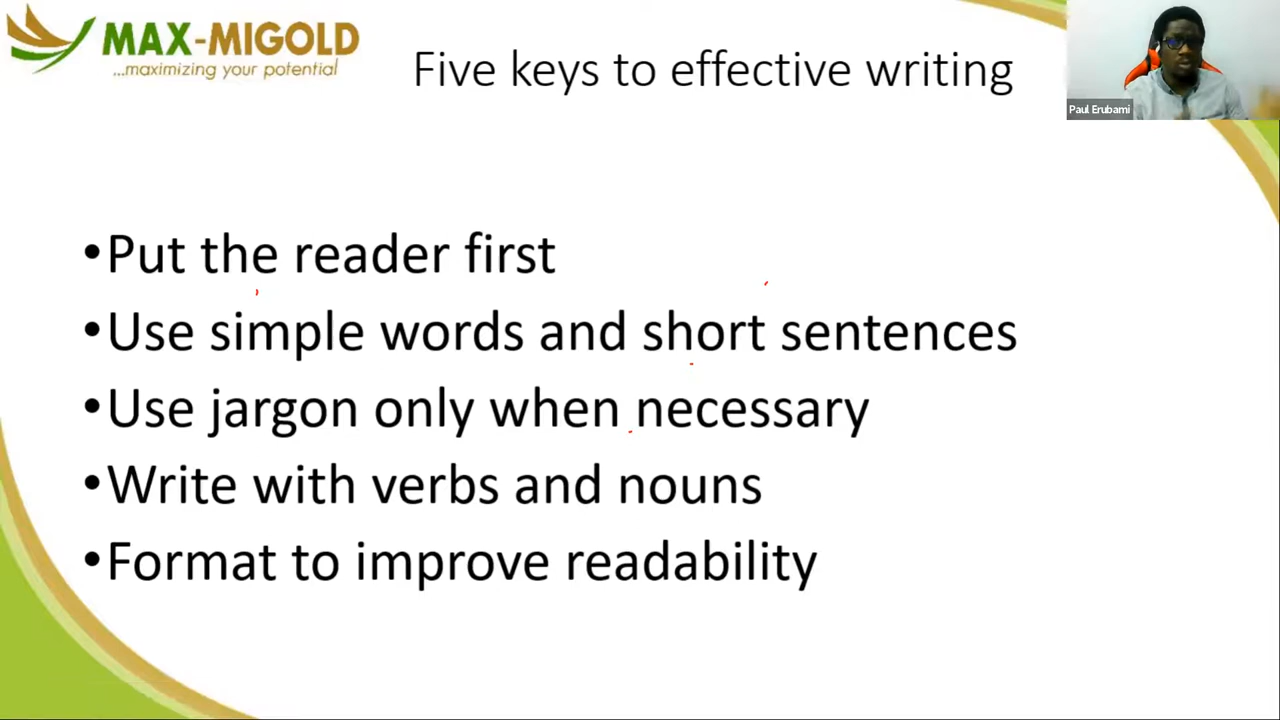 MAX-MIGOLD
...maximizing your potential
Five keys to effective writing
Paul Erubami
•Put the reader first
•Use simple words and short sentences
•Use jargon only when necessary
•Write with verbs and nouns
•Format to improve readability